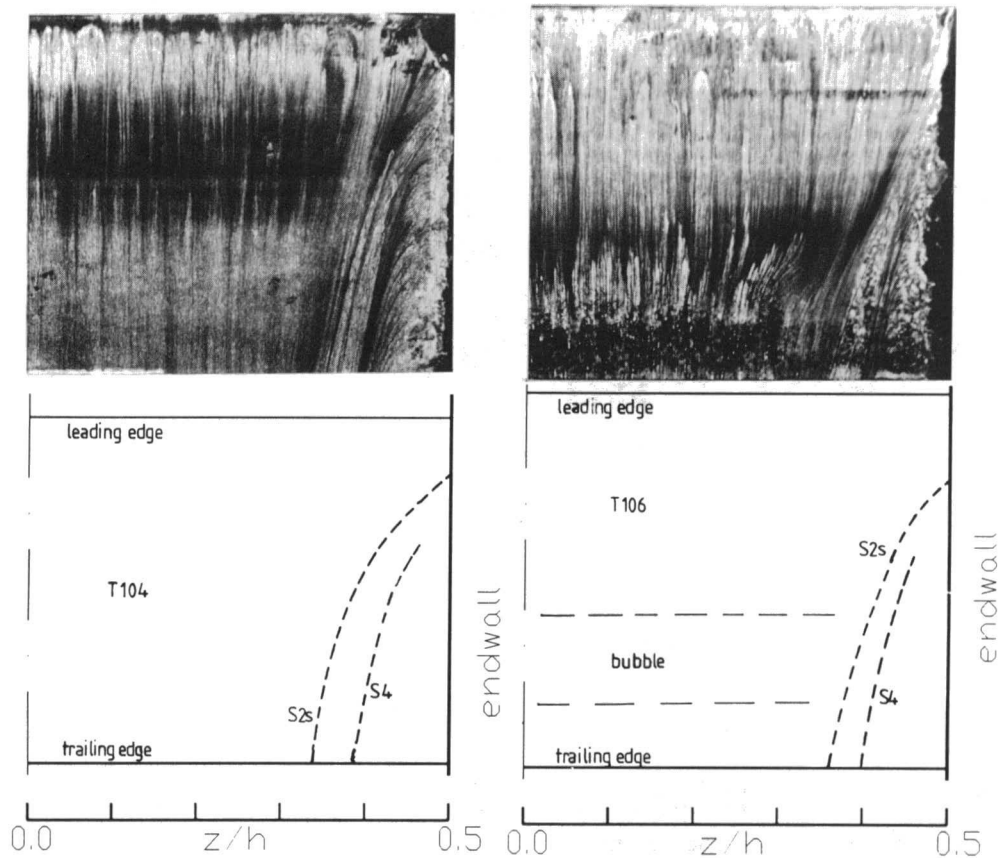 leading edge
T104
S2s
S4
trailing edge
endwall
0.0 z/h 0.5
leading edge
T106
S2s
bubble
S4
trailing edge
endwall
0.0 z/h 0.5